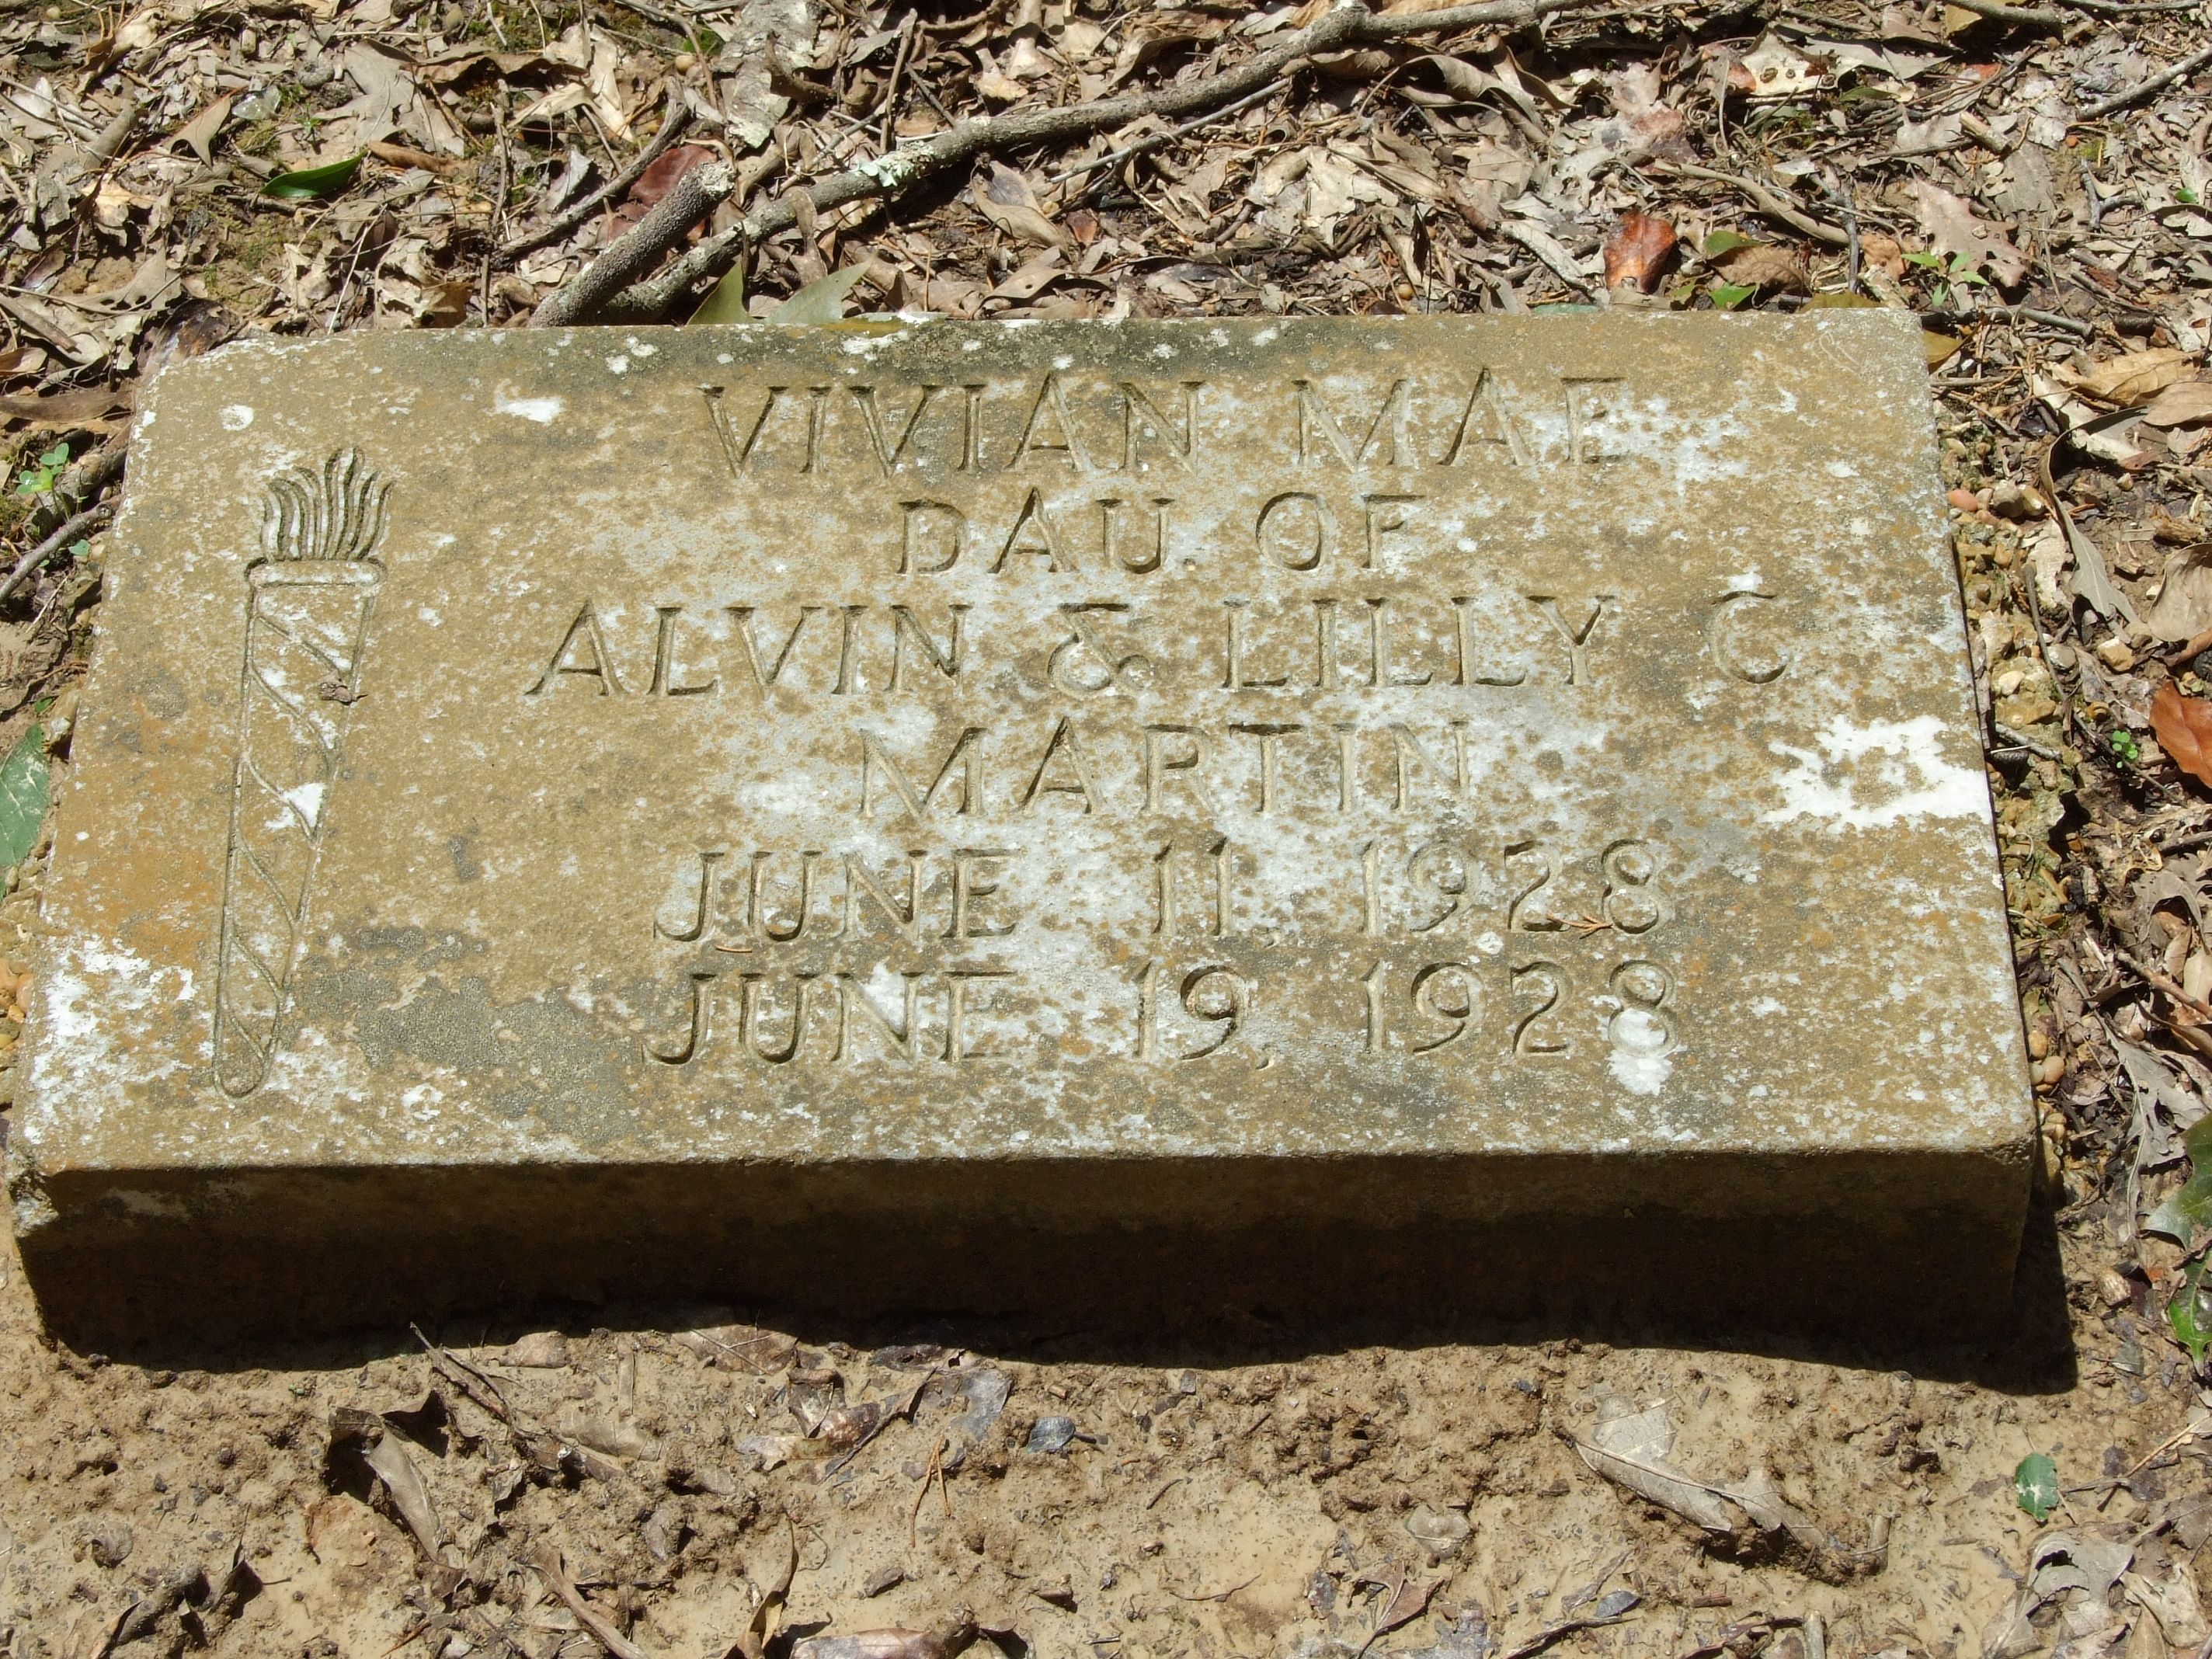 VIVIAN MAE
DAU. OF
ALVIN & LILLY C
MARTIN
JUNE 11, 1928
JUNE 19, 1928